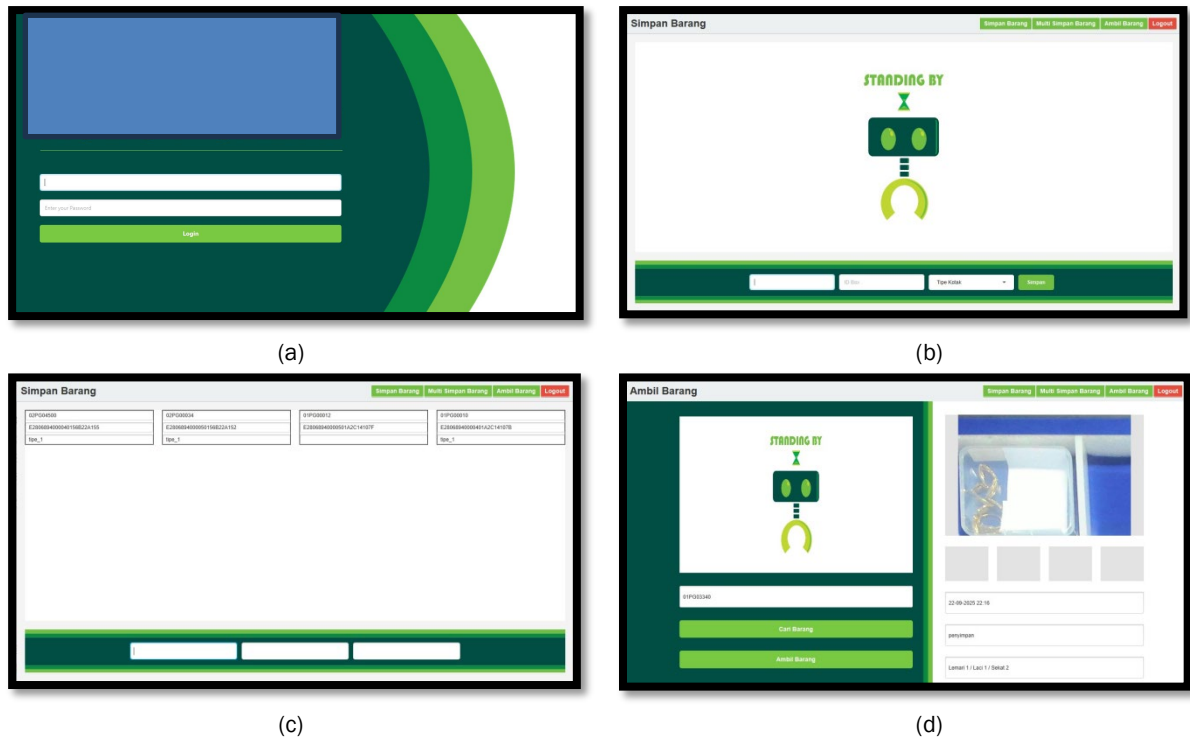 Enter your Password
Login
(a)
Simpan Barang
Simpan Barang Multi Simpan Barang Ambil Barang Logout
STANDING BY
Tipe Kotak
Simpan
(b)
Simpan Barang
Simpan Barang Multi Simpan Barang Ambil Barang Logout
02PG04500 02PG00034 01PG00012 01PG00010
tipe_1 tipe_1 tipe_1
(c)
Ambil Barang
Simpan Barang Multi Simpan Barang Ambil Barang Logout
STANDING BY
01PG03340
Cari Barang
Ambil Barang
22-09-2025 22:16
penyimpan
Lemari 1 / Laci 1 / Sekat 2
(d)